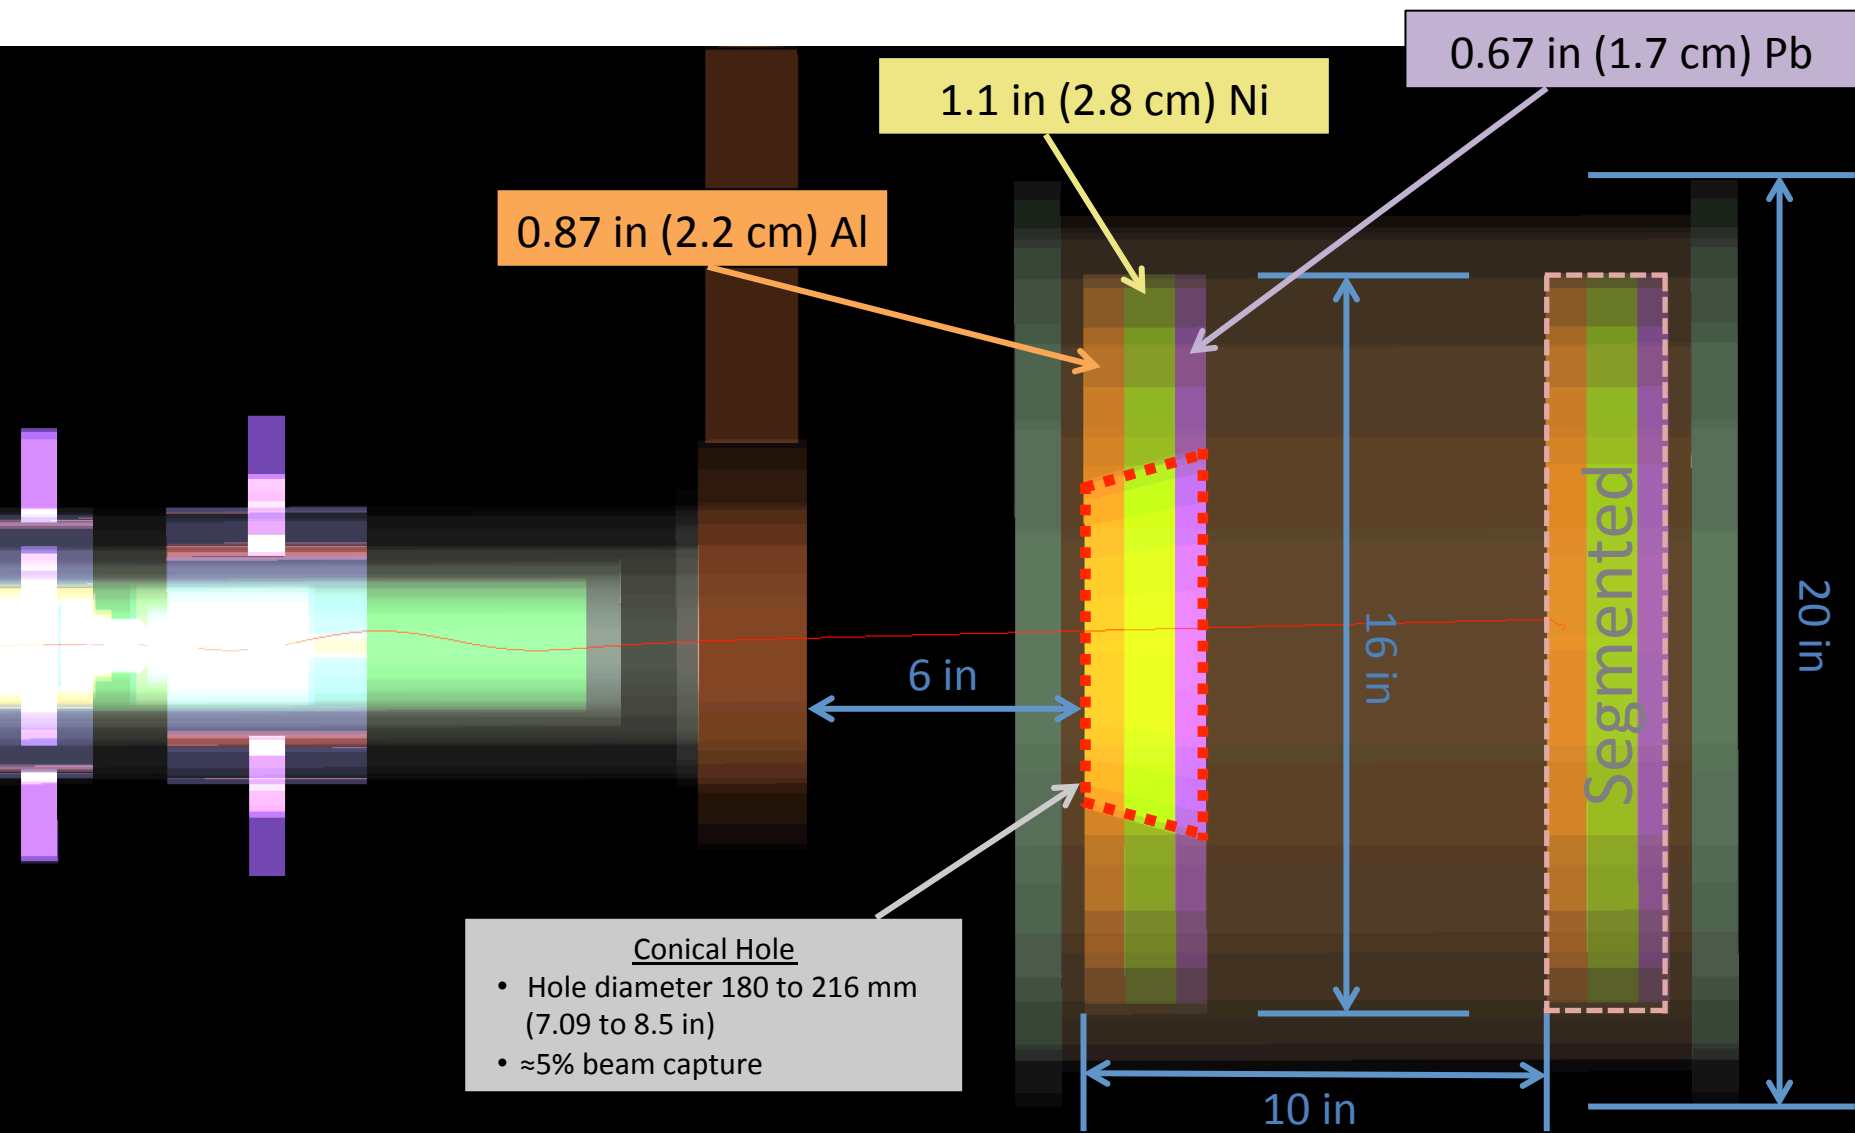 0.67 in (1.7 cm) Pb
1.1 in (2.8 cm) Ni
0.87 in (2.2 cm) Al
6 in
16 in
Segmented
20 in
Conical Hole
• Hole diameter 180 to 216 mm
(7.09 to 8.5 in)
• ≈5% beam capture
10 in